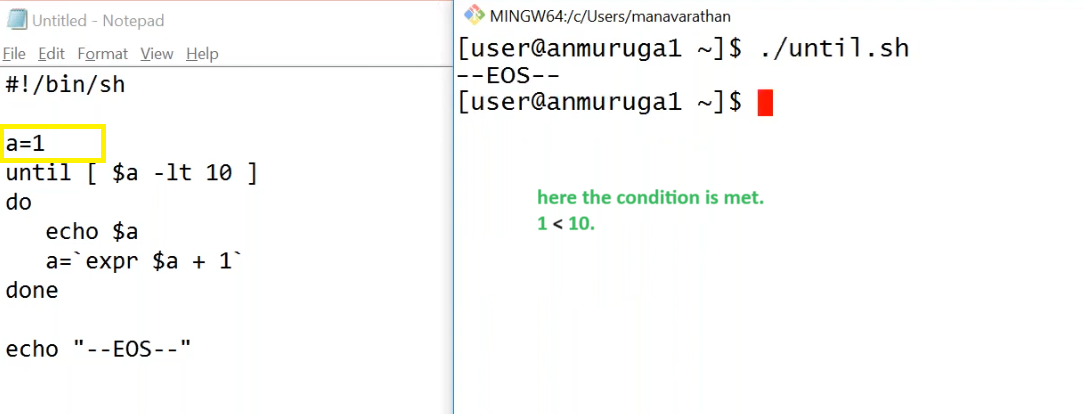 Untitled - Notepad
File Edit Format View Help
#!/bin/sh
a=1
until [ $a -lt 10 ]
do
echo $a
a=`expr $a + 1`
done
echo "--EOS--"
MINGW64:/c/Users/manavarathan
[user@anmuruga1 ~]$ ./until.sh
--EOS--
[user@anmuruga1 ~]$
here the condition is met.
1 < 10.